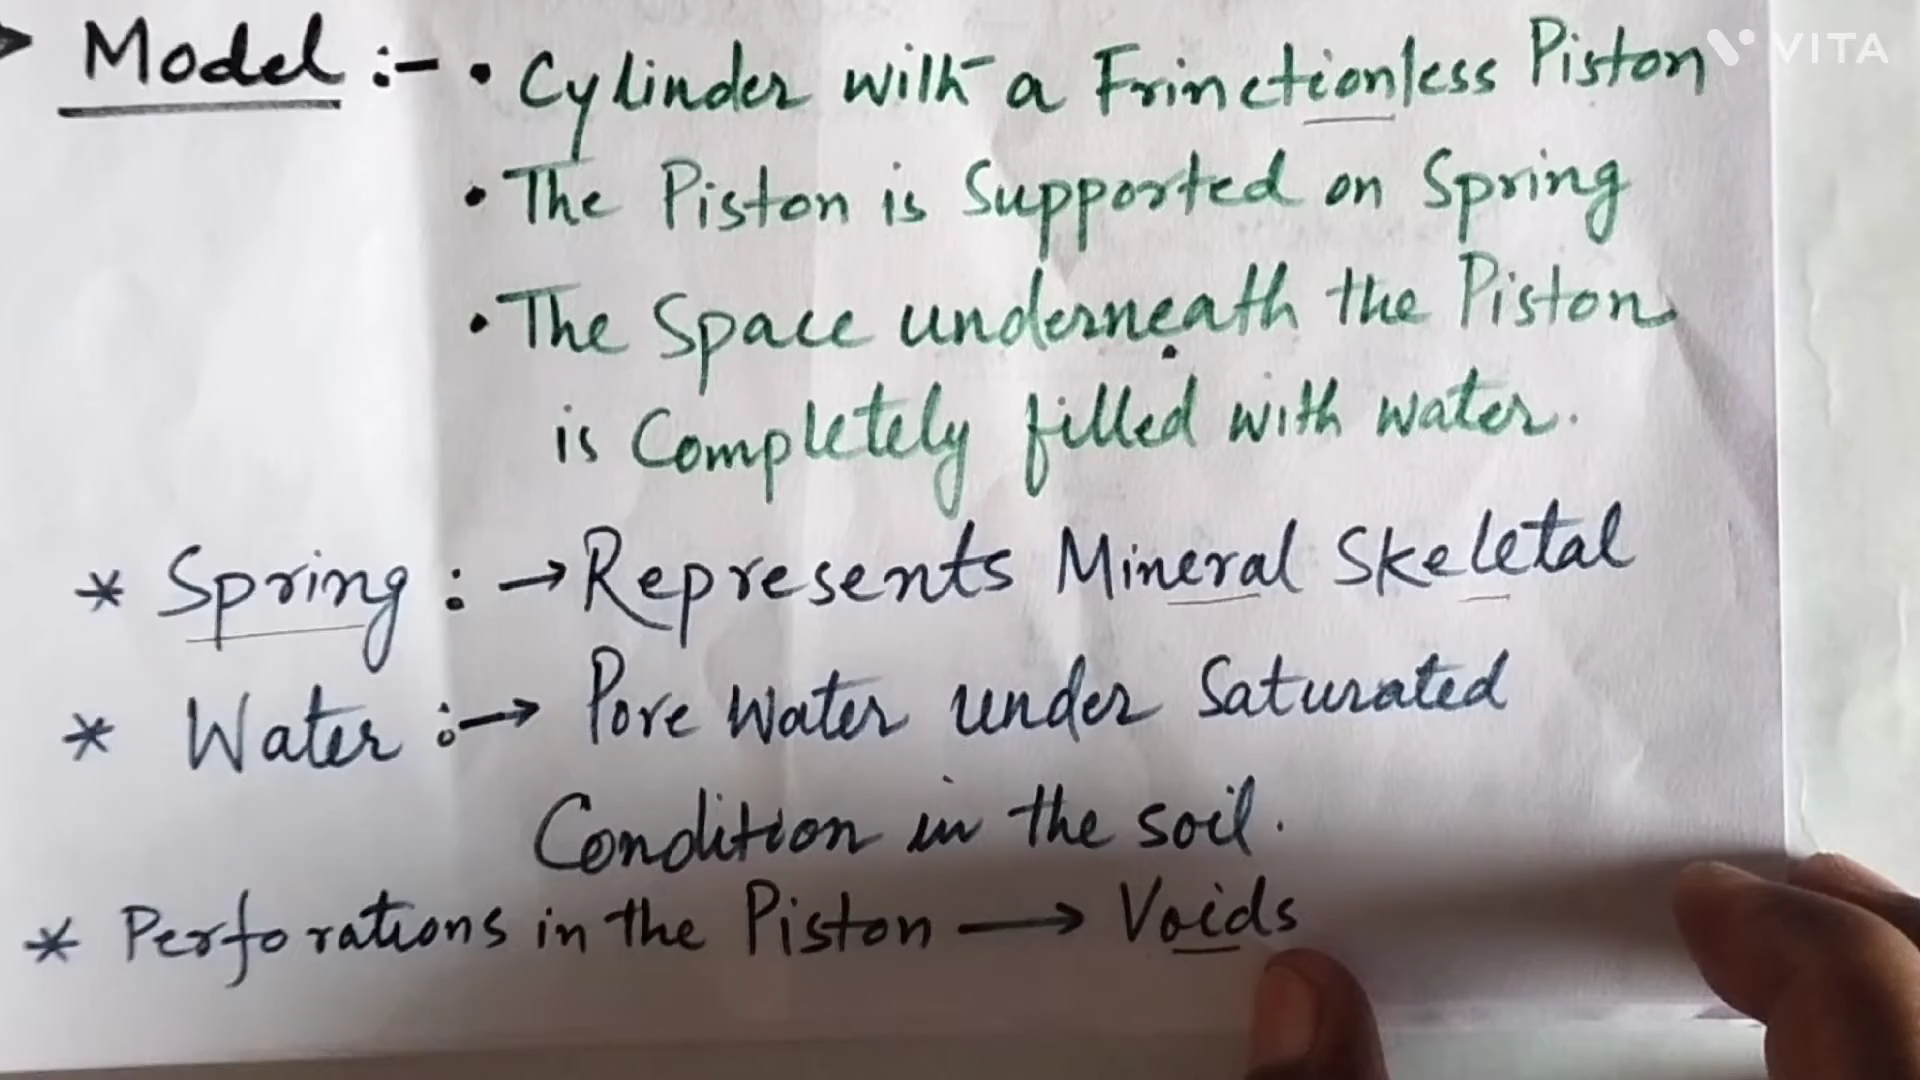 Model :- • Cylinder with a Frinctionless Piston
• The Piston is Supported on Spring
• The Space underneath the Piston
is Completely filled with water.
* Spring : → Represents Mineral Skeletal
* Water :→ Pore Water under Saturated
Condition in the soil.
* Perforations in the Piston → Voids
VITA